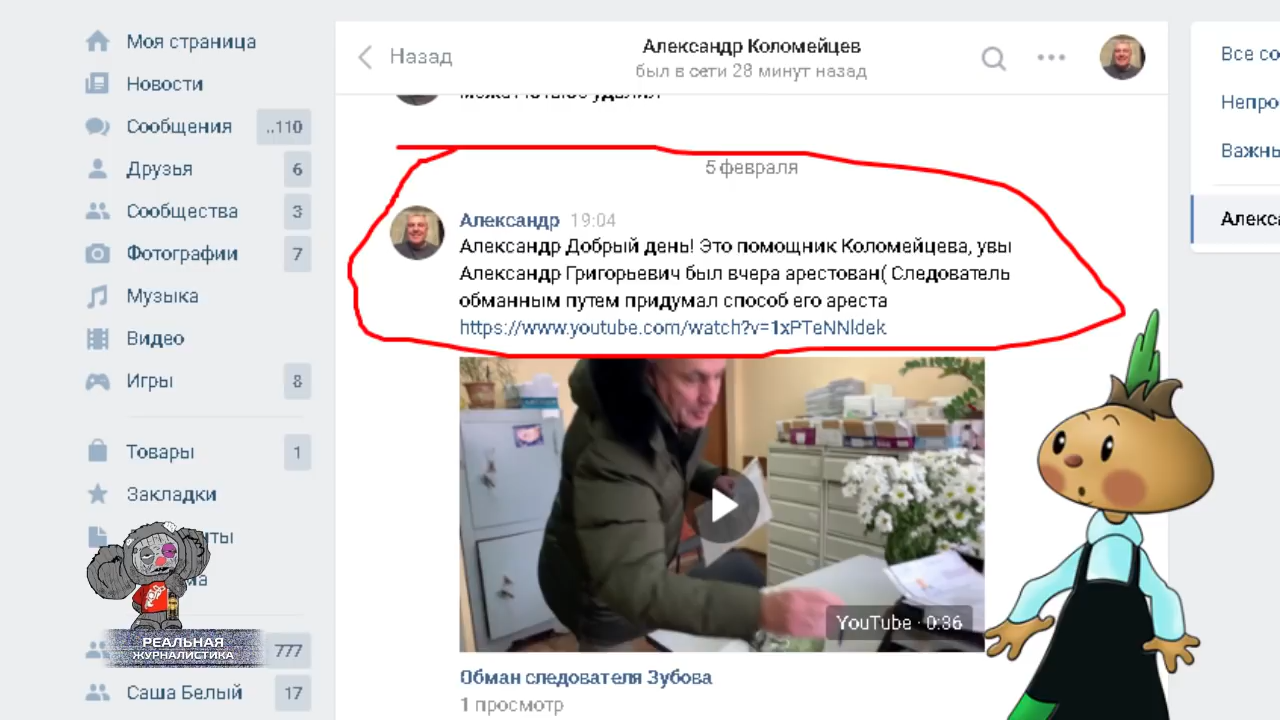 Моя страница
Новости
Сообщения ..110
Друзья 6
Сообщества 3
Фотографии 7
Музыка
Видео
Игры 8
Товары 1
Закладки
РЕАЛЬНАЯ
ЖУРНАЛИСТИКА
777
Саша Белый 17
Назад
Александр Коломейцев
был в сети 28 минут назад
5 февраля
Александр 19:04
Александр Добрый день! Это помощник Коломейцева, увы
Александр Григорьевич был вчера арестован( Следователь
обманным путем придумал способ его ареста
https://www.youtube.com/watch?v=1xPTeNNldek
YouTube · 0:36
Обман следователя Зубова
1 просмотр
Все со
Непро
Важны
Алекса